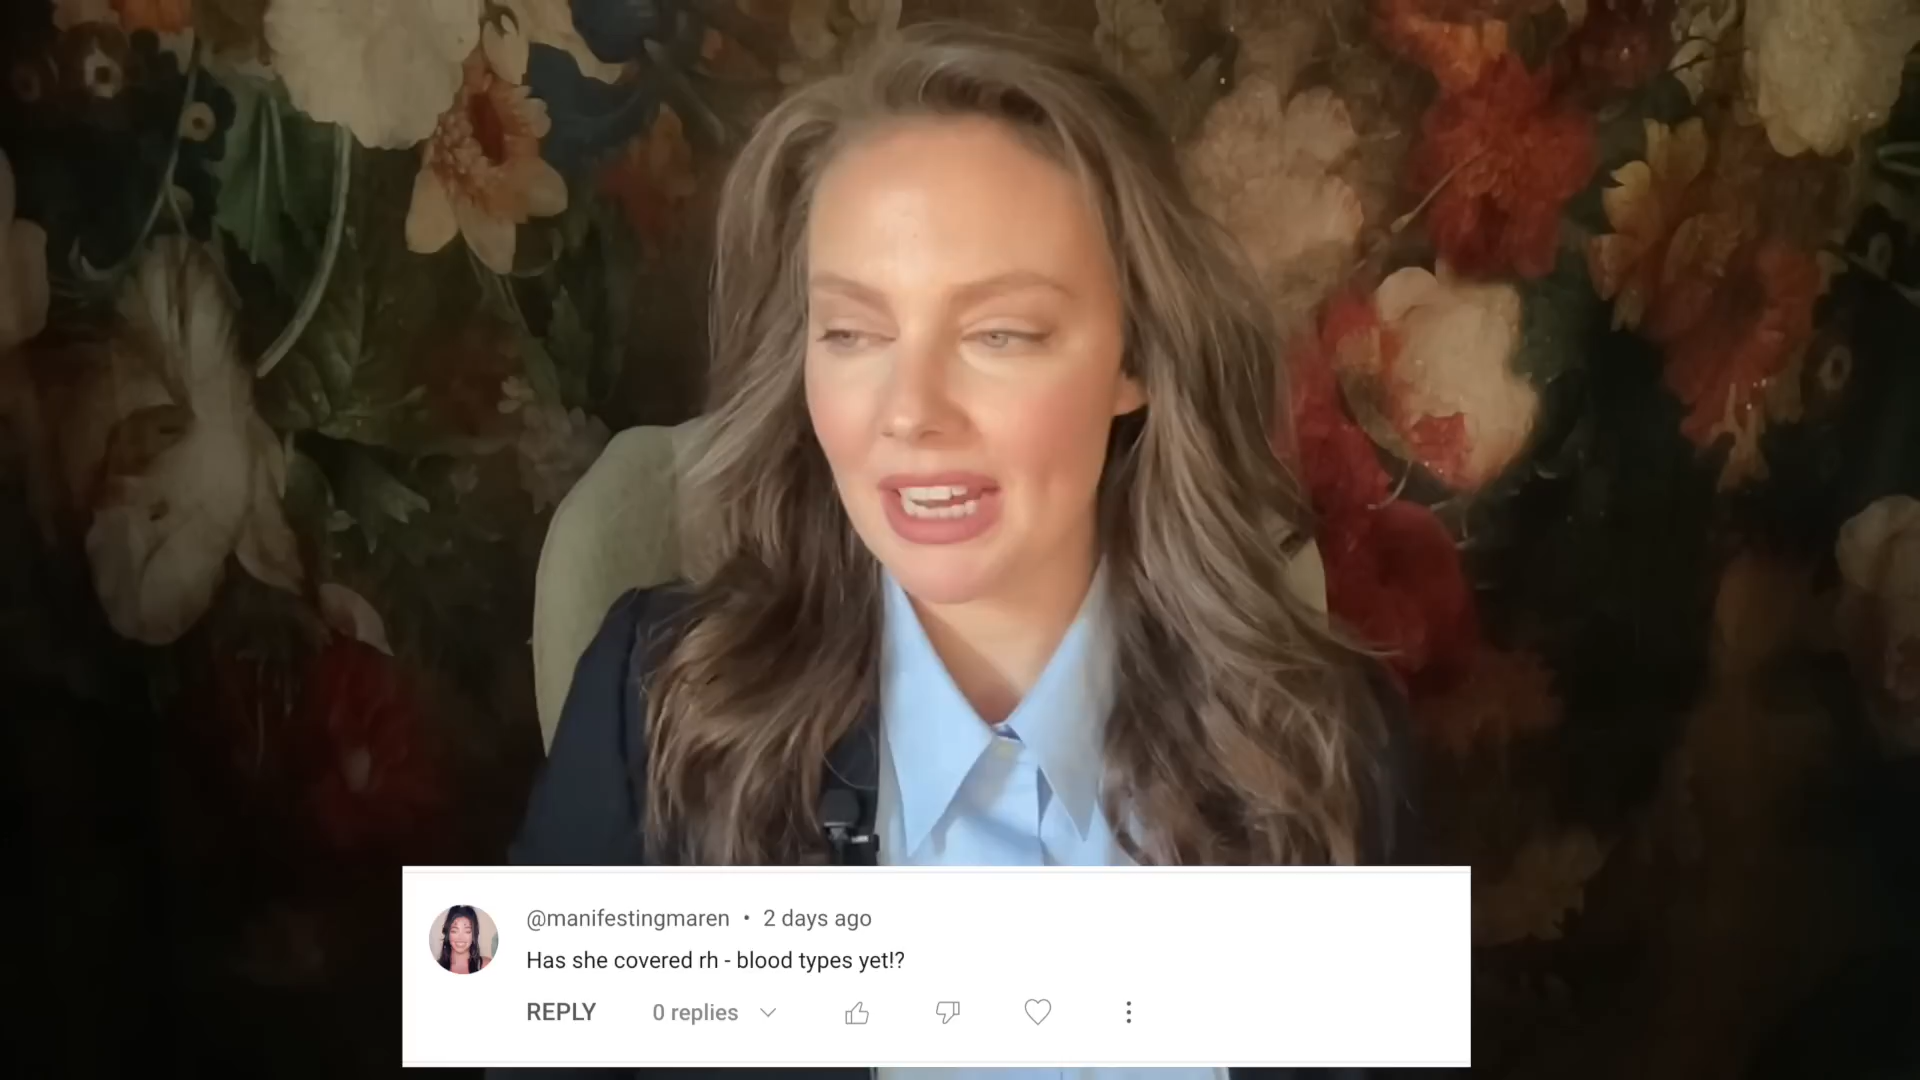 @manifestingmaren • 2 days ago
Has she covered rh - blood types yet!?
REPLY 0 replies